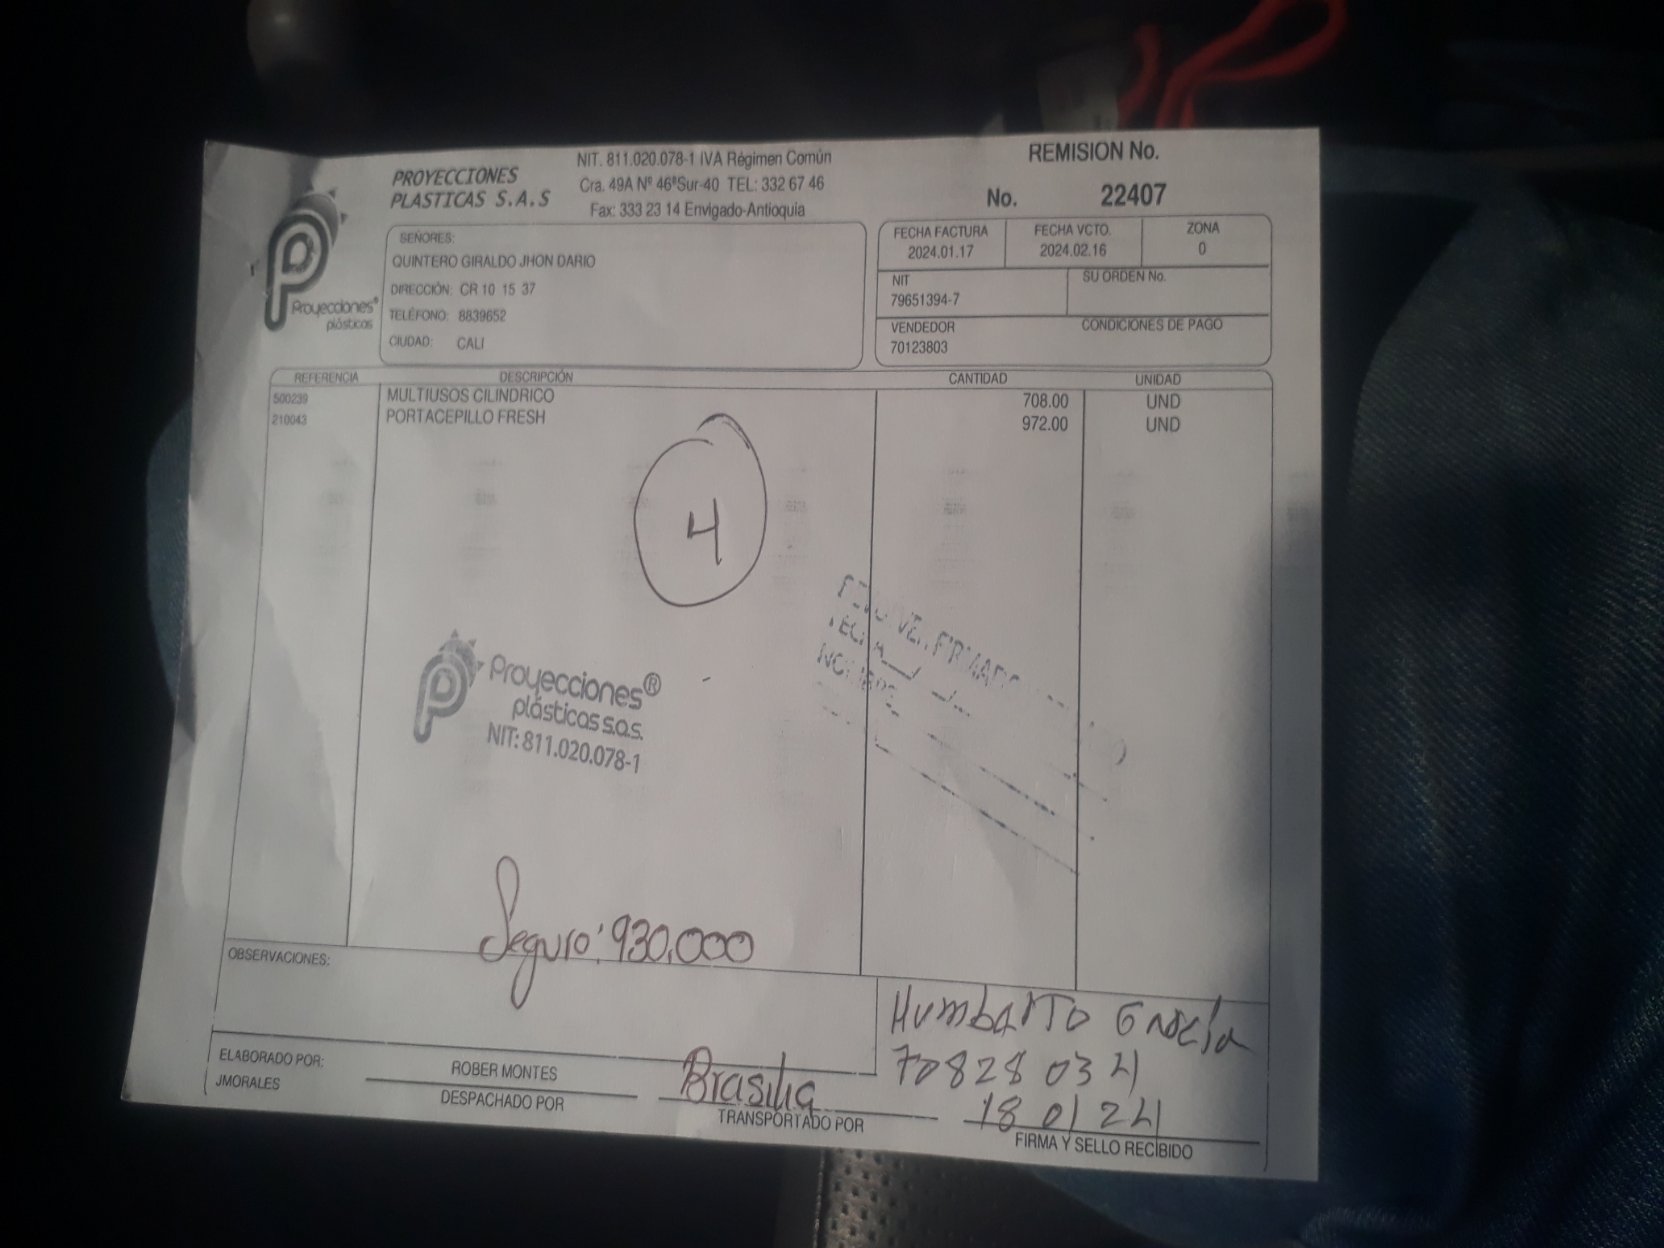 PROYECCIONES
PLASTICAS S.A.S
NIT. 811.020.078-1 IVA Régimen Común
Cra. 49A Nº 46ªSur-40 TEL: 332 67 46
Fax: 333 23 14 Envigado-Antioquia
REMISION No.
No. 22407
Proyecciones®
plásticas
SEÑORES:
QUINTERO GIRALDO JHON DARIO
DIRECCIÓN: CR 10 15 37
TELÉFONO: 8839652
CIUDAD: CALI
FECHA FACTURA FECHA VCTO. ZONA
2024.01.17 2024.02.16 0
NIT SU ORDEN No.
79651394-7
VENDEDOR CONDICIONES DE PAGO
70123803
REFERENCIA DESCRIPCIÓN CANTIDAD UNIDAD
500239 MULTIUSOS CILINDRICO 708.00 UND
210043 PORTACEPILLO FRESH 972.00 UND
4
Proyecciones®
plásticas s.a.s.
NIT: 811.020.078-1
Seguro: 930.000
OBSERVACIONES:
Humbarto
70828034
18 01 24
ELABORADO POR:
JMORALES
ROBER MONTES
DESPACHADO POR
Brasilia
TRANSPORTADO POR
FIRMA Y SELLO RECIBIDO